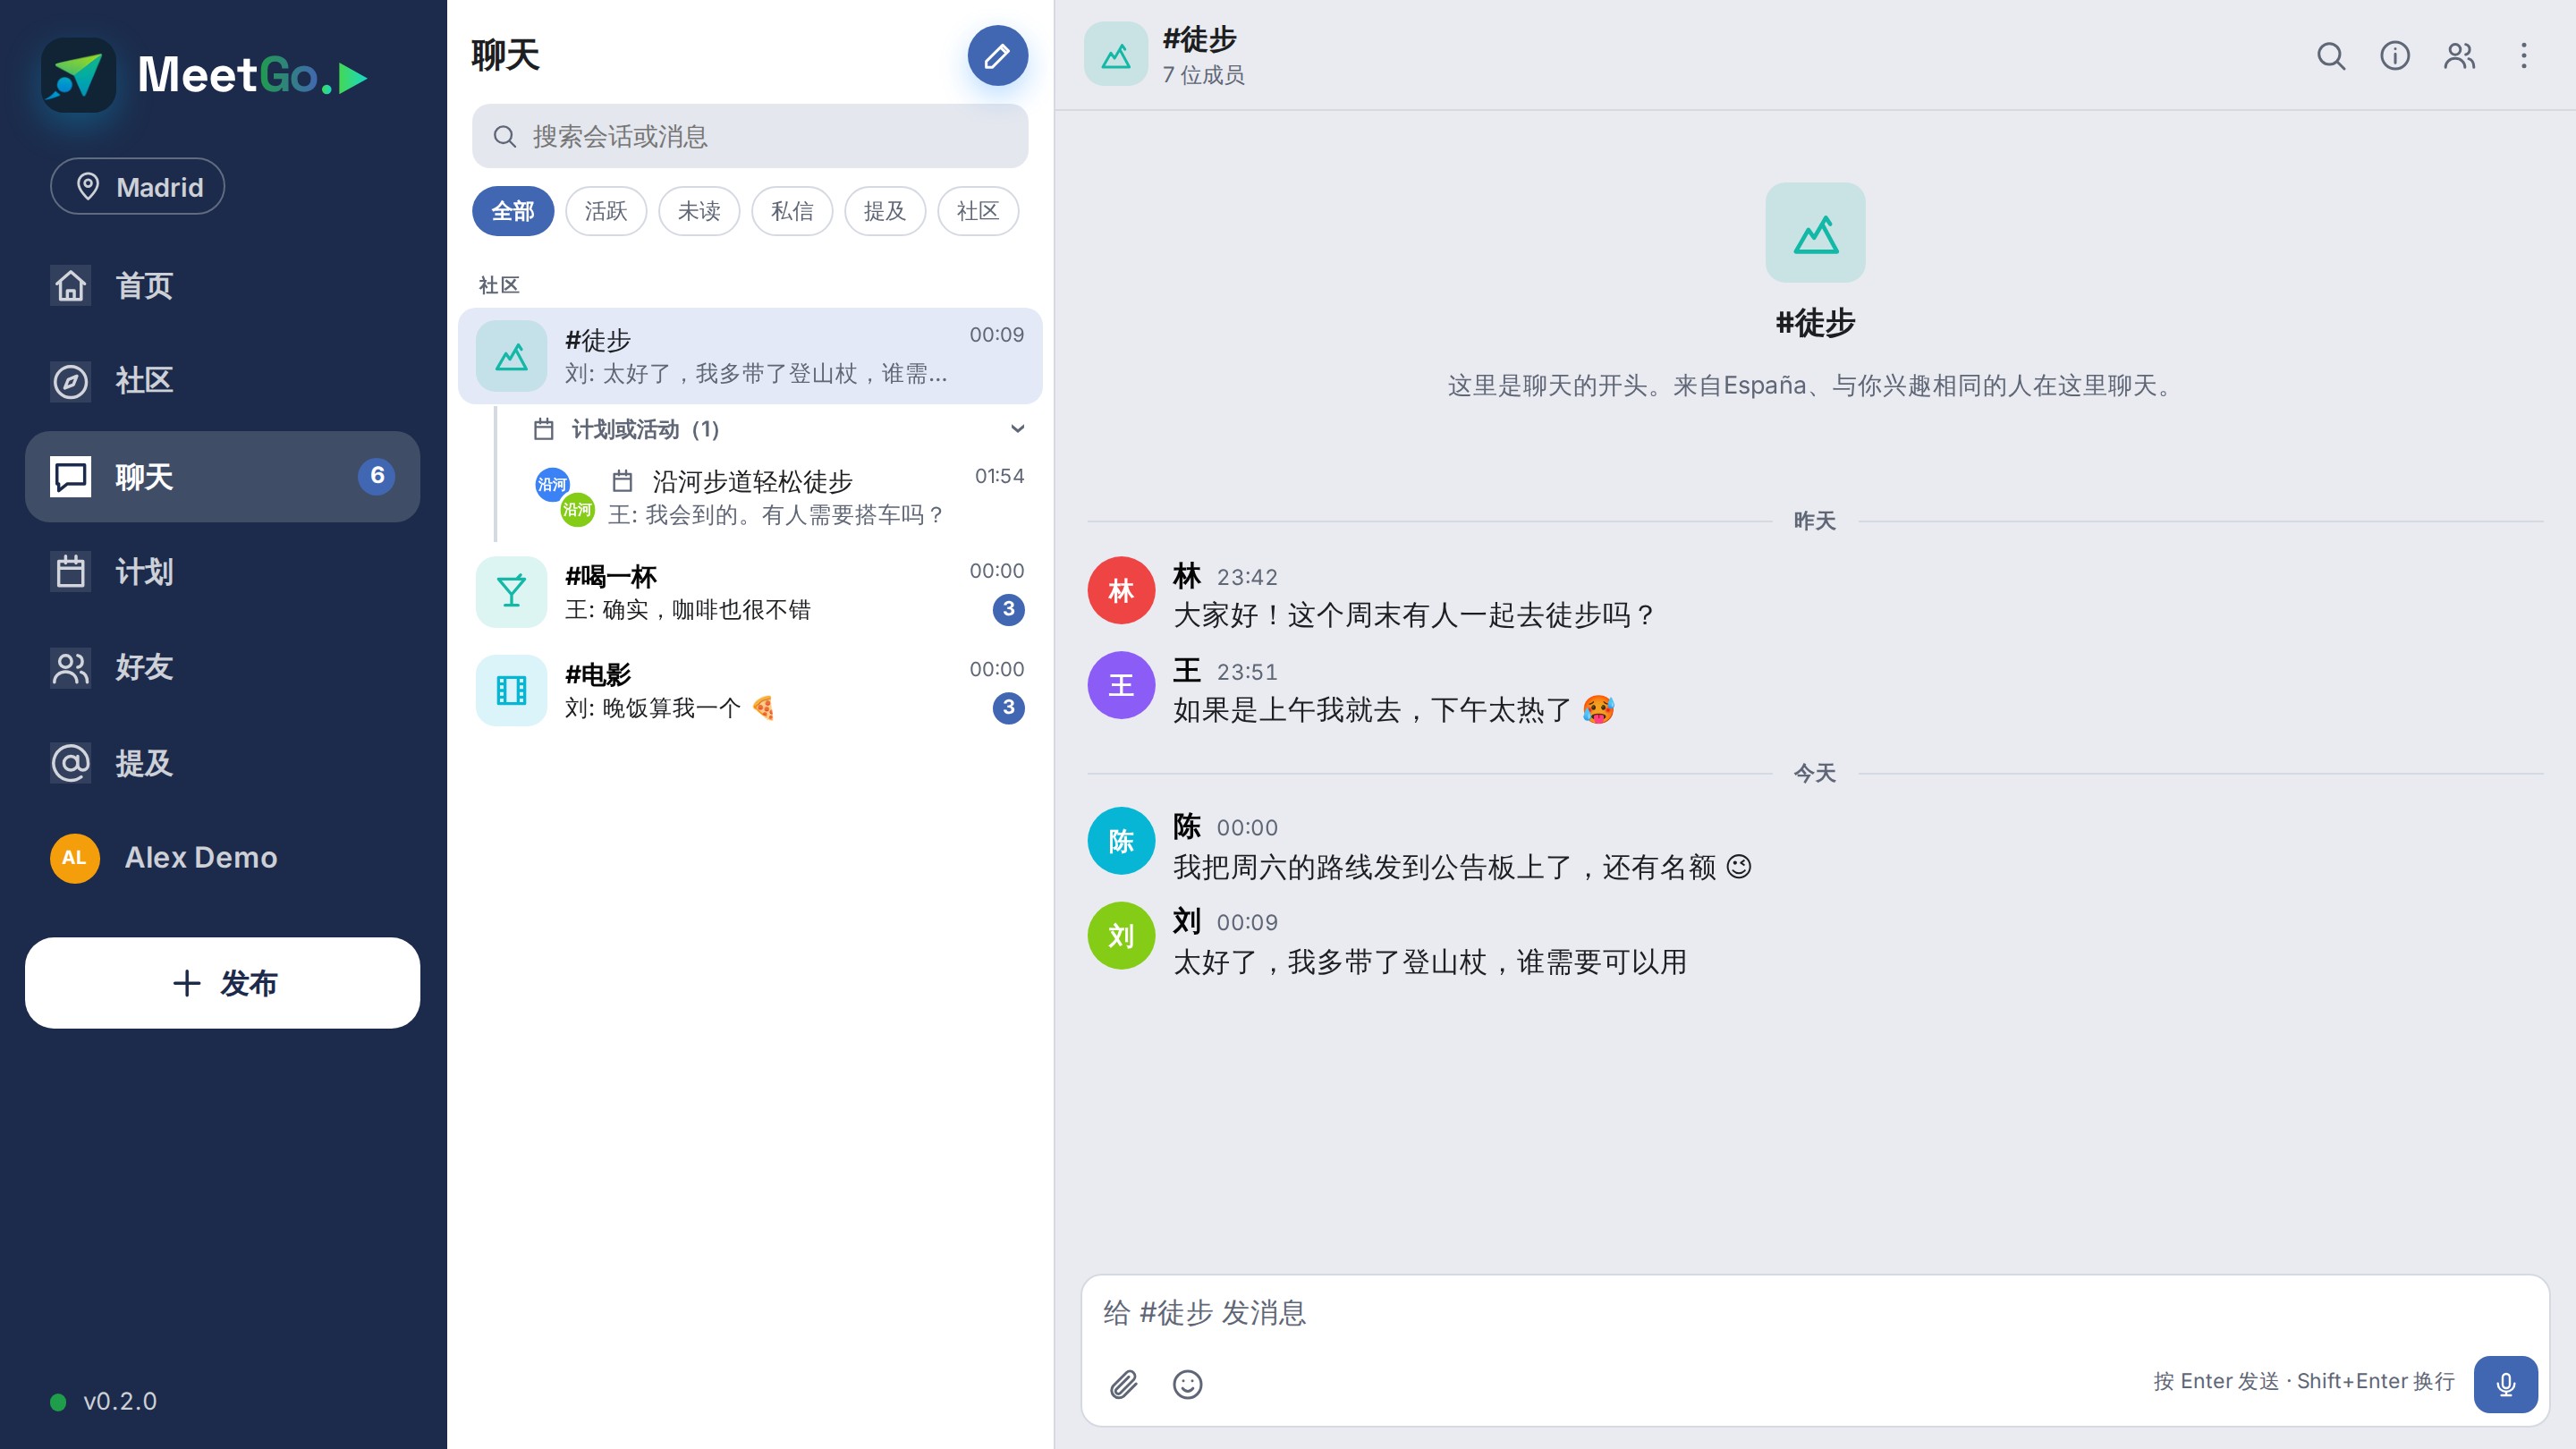 MeetGo.
Madrid
首页
社区
聊天
6
计划
好友
提及
AL
Alex Demo
发布
v0.2.0
聊天
搜索会话或消息
全部
活跃
未读
私信
提及
社区
社区
#徒步
00:09
刘: 太好了，我多带了登山杖，谁需...
计划或活动（1）
沿河
沿河
沿河步道轻松徒步
01:54
王: 我会到的。有人需要搭车吗？
#喝一杯
00:00
王: 确实，咖啡也很不错
3
#电影
00:00
刘: 晚饭算我一个 🍕
3
#徒步
7 位成员
#徒步
这里是聊天的开头。来自España、与你兴趣相同的人在这里聊天。
昨天
林
林 23:42
大家好！这个周末有人一起去徒步吗？
王
王 23:51
如果是上午我就去，下午太热了 🥵
今天
陈
陈 00:00
我把周六的路线发到公告板上了，还有名额 😉
刘
刘 00:09
太好了，我多带了登山杖，谁需要可以用
给 #徒步 发消息
按 Enter 发送 · Shift+Enter 换行